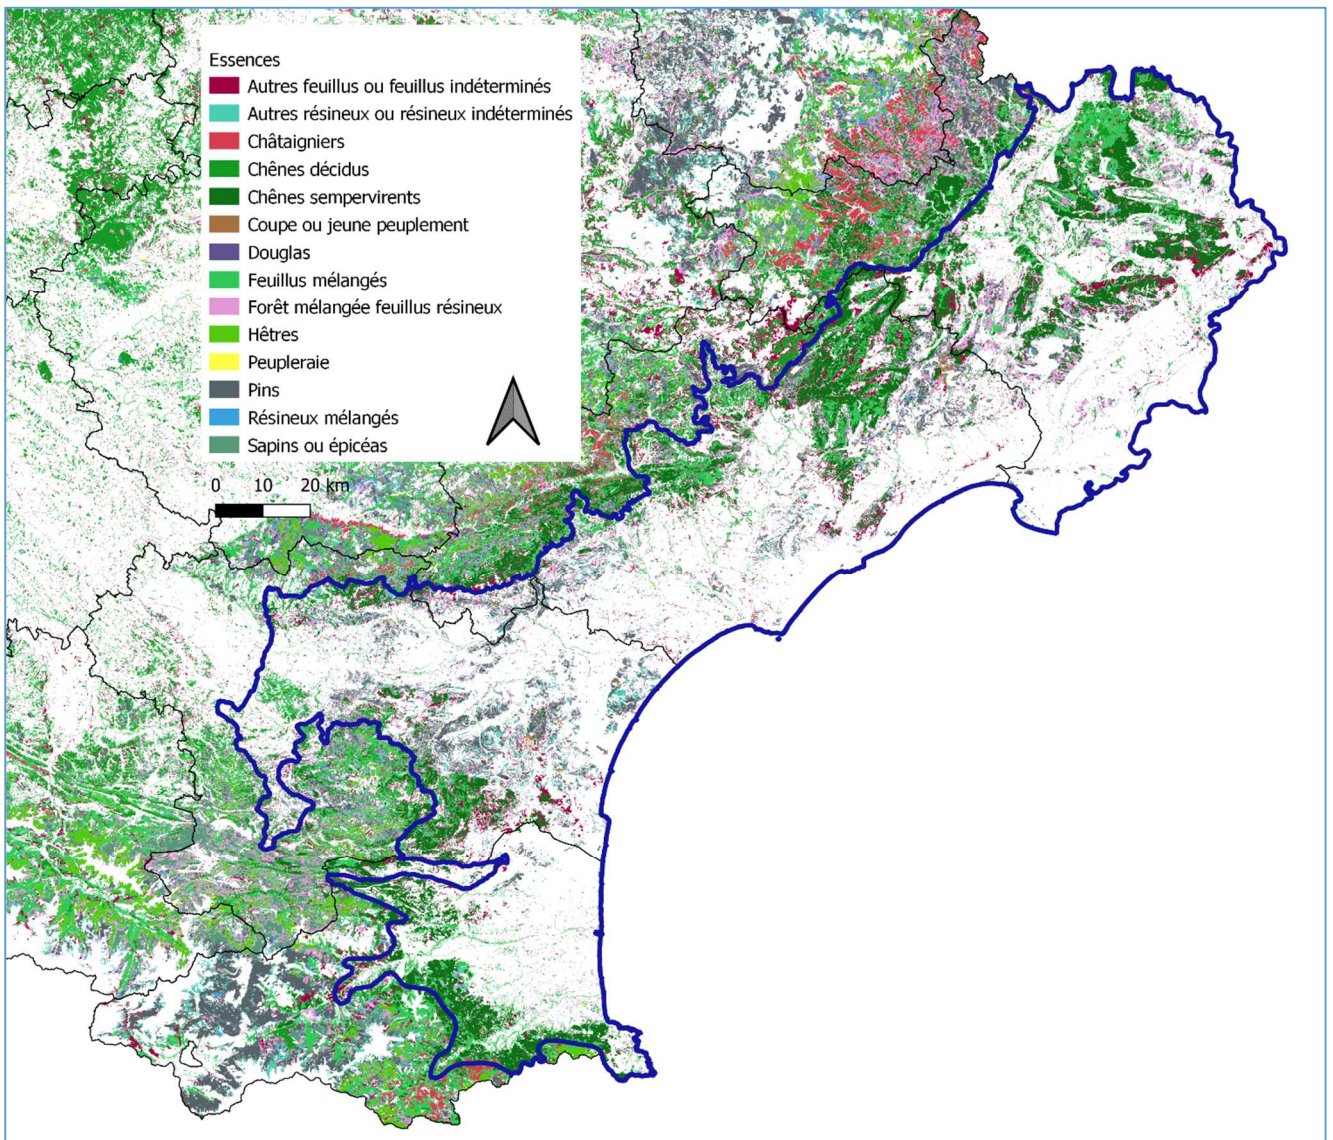 Essences
Autres feuillus ou feuillus indéterminés
Autres résineux ou résineux indéterminés
Châtaigniers
Chênes décidus
Chênes sempervirents
Coupe ou jeune peuplement
Douglas
Feuillus mélangés
Forêt mélangée feuillus résineux
Hêtres
Peupleraie
Pins
Résineux mélangés
Sapins ou épicéas
0 10 20 km